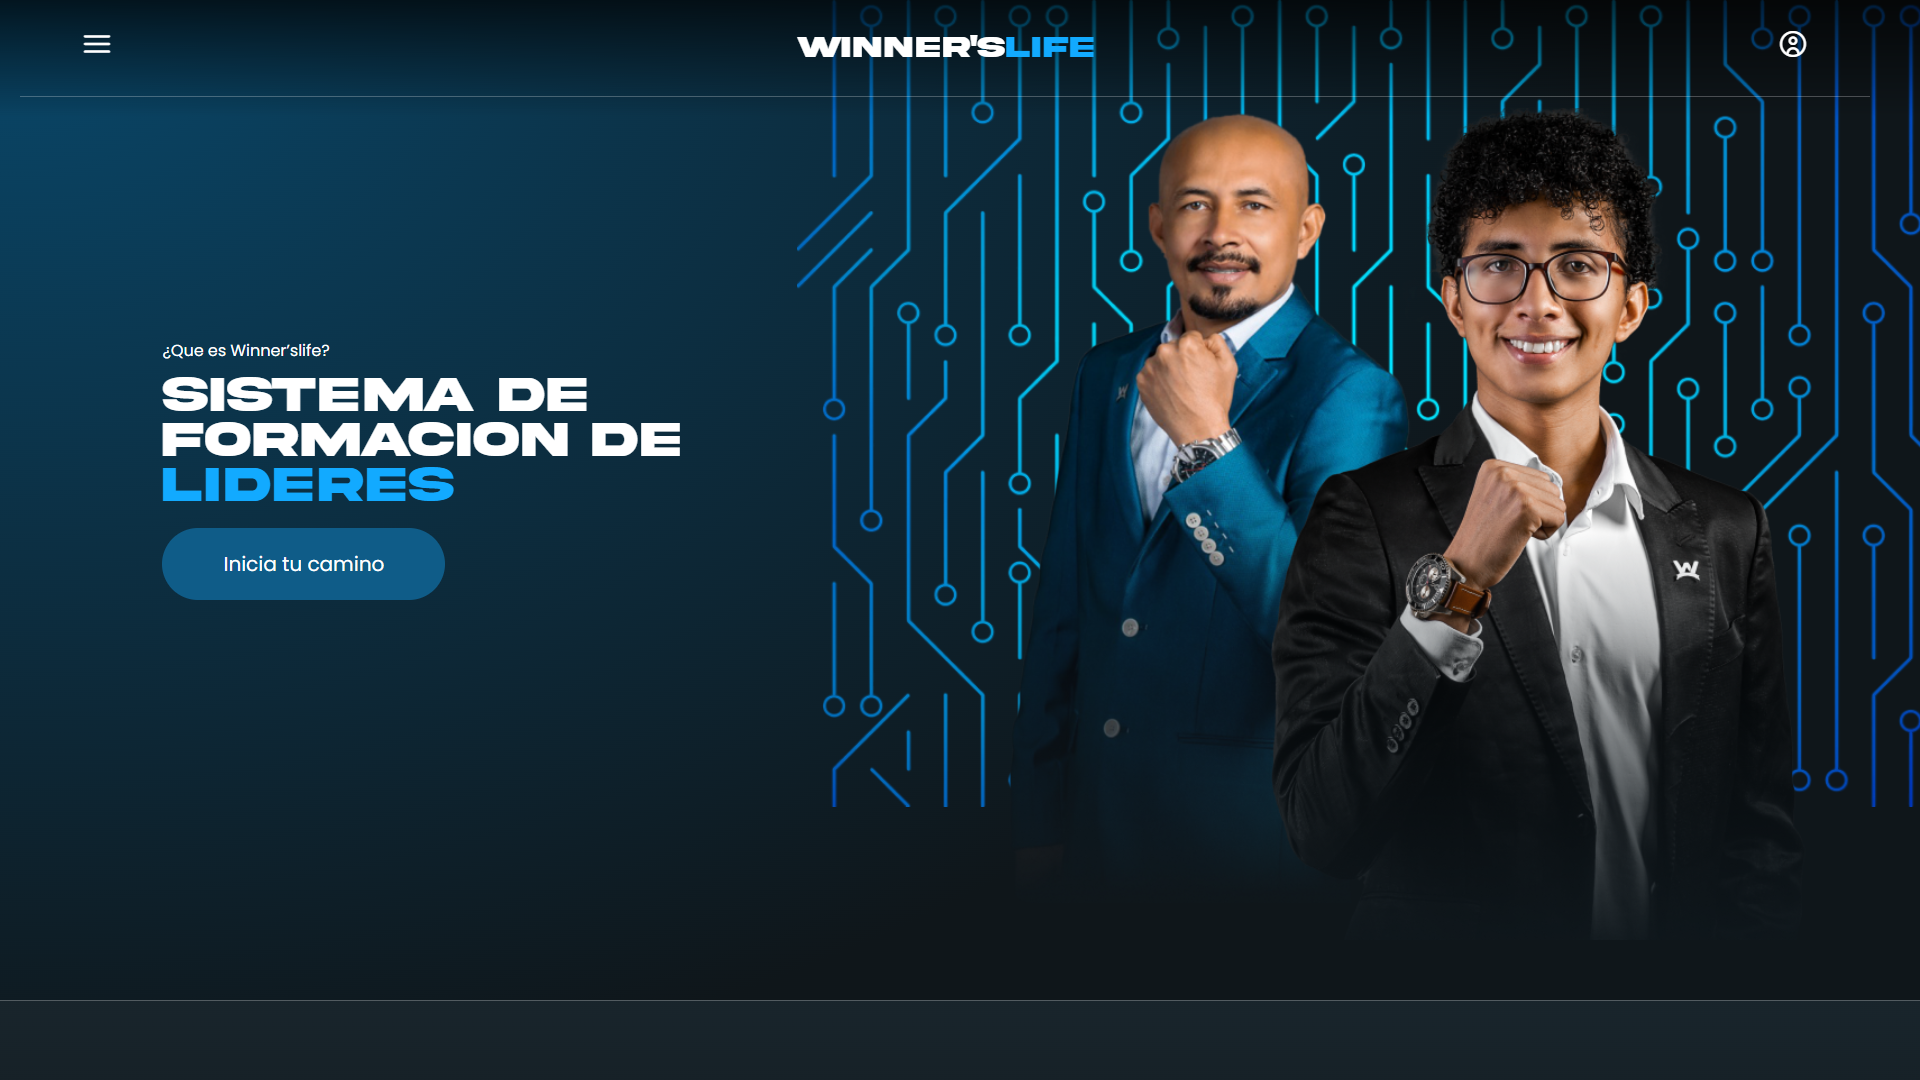 WINNER'SLIFE
¿Que es Winner’slife?
SISTEMA DE
FORMACION DE
LIDERES
Inicia tu camino